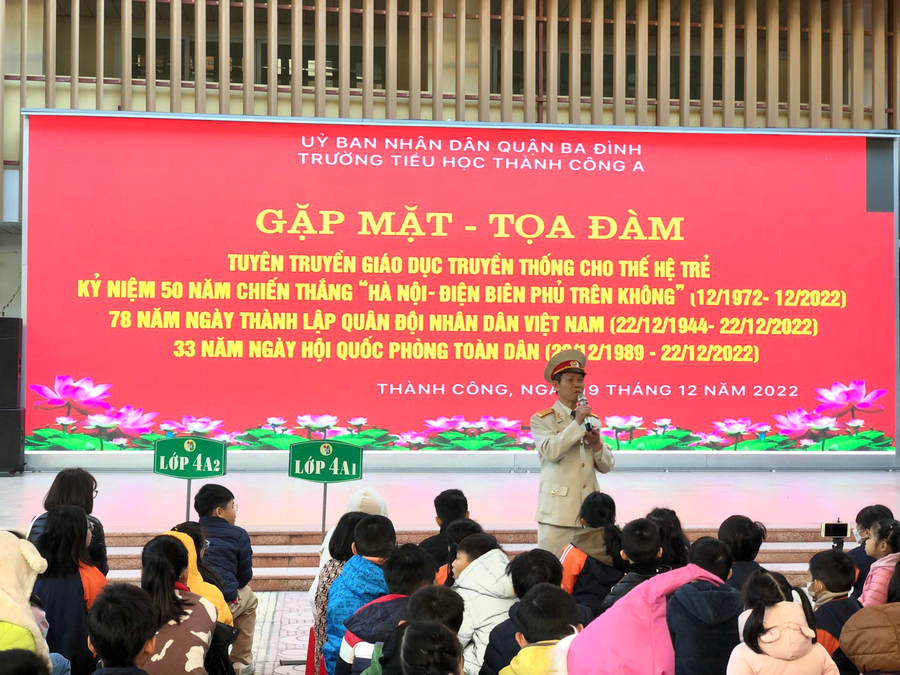 UỶ BAN NHÂN DÂN QUẬN BA ĐÌNH
TRƯỜNG TIỂU HỌC THÀNH CÔNG A
GẶP MẶT - TỌA ĐÀM
TUYÊN TRUYỀN GIÁO DỤC TRUYỀN THỐNG CHO THẾ HỆ TRẺ
KỶ NIỆM 50 NĂM CHIẾN THẮNG "HÀ NỘI- ĐIỆN BIÊN PHỦ TRÊN KHÔNG" (12/1972- 12/2022)
78 NĂM NGÀY THÀNH LẬP QUÂN ĐỘI NHÂN DÂN VIỆT NAM (22/12/1944- 22/12/2022)
33 NĂM NGÀY HỘI QUỐC PHÒNG TOÀN DÂN /12/1989 - 22/12/2022)
THÀNH CÔNG, 9 THÁNG 12 NĂM 2022
LỚP 4A2
LỚP 4A1